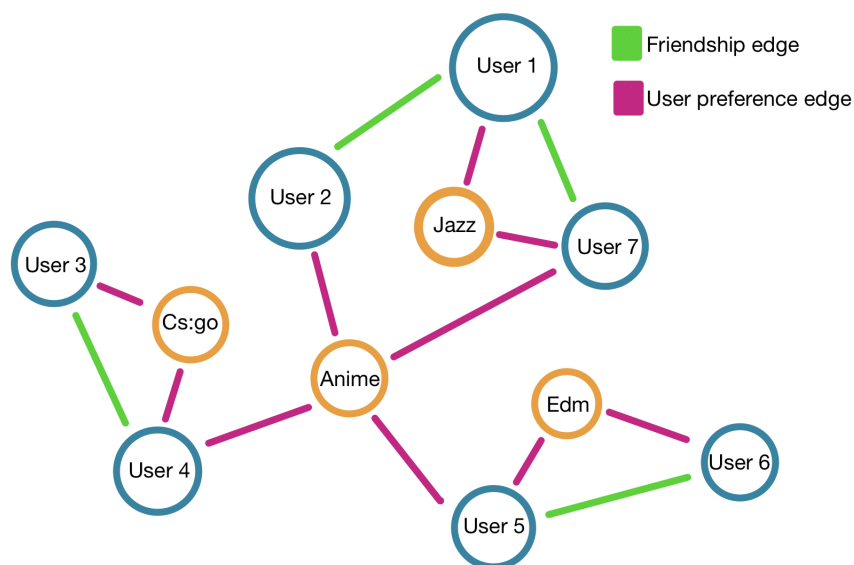 User 1
Friendship edge
User preference edge
User 2
Jazz
User 7
User 3
Cs:go
Anime
Edm
User 4
User 6
User 5